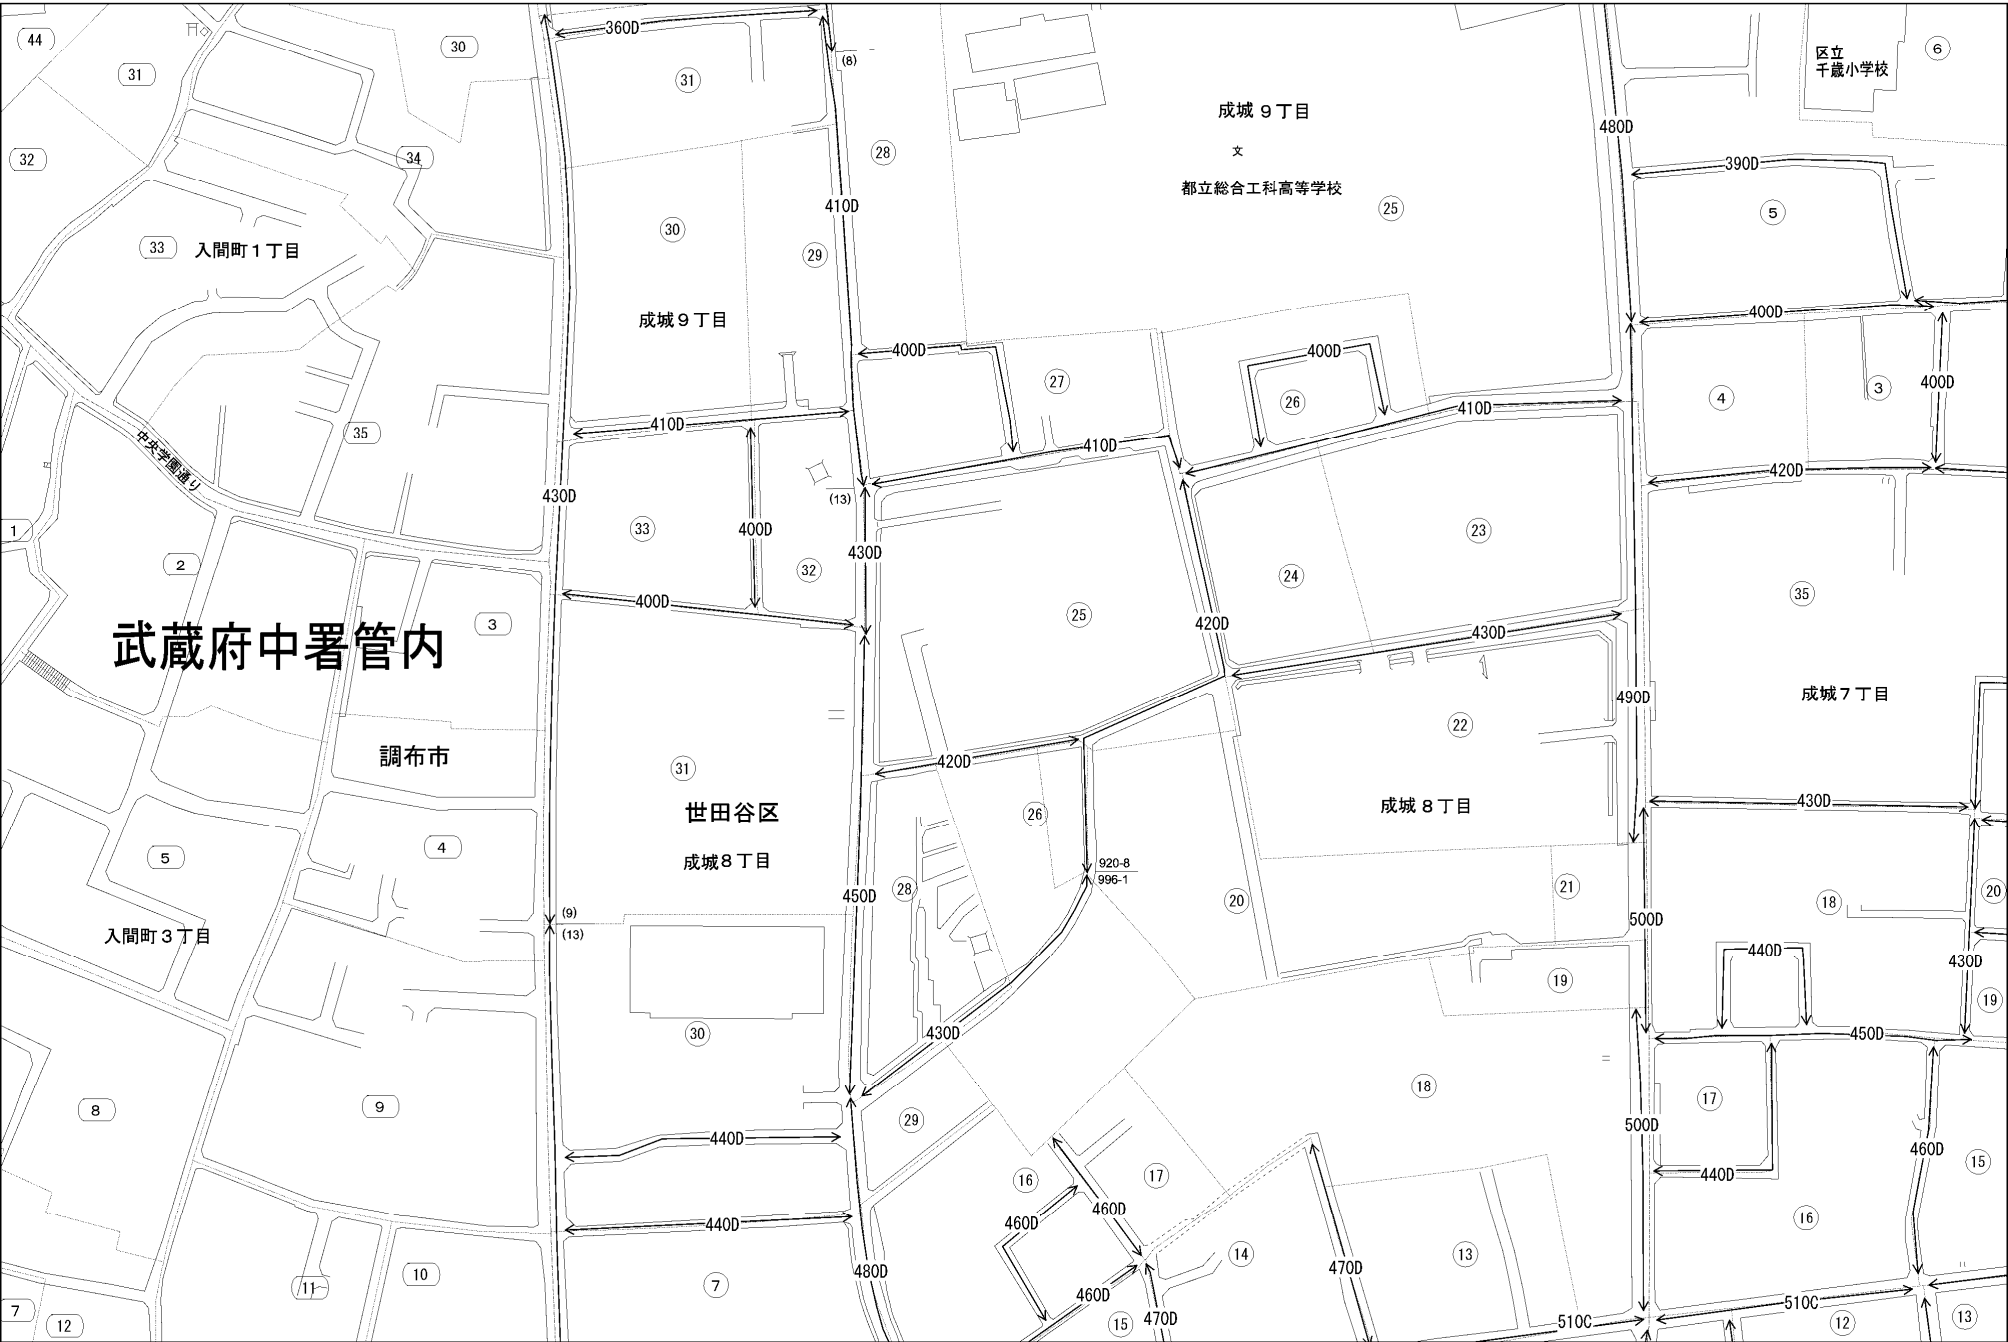 44
31
30
360D
31
(8)
区立
千歳小学校
6
成城９丁目
480D
32
34
28
文
390D
都立総合工科高等学校
25
5
410D
33
入間町１丁目
30
29
成城９丁目
400D
400D
400D
27
400D
4
3
26
410D
35
410D
410D
中央学園通り
420D
430D
(13)
1
33
400D
23
2
430D
32
24
35
400D
25
3
420D
430D
武蔵府中署管内
490D
成城７丁目
22
調布市
420D
31
430D
世田谷区
26
成城８丁目
4
5
成城８丁目
920-8
996-1
28
450D
20
21
18
20
(9)
(13)
500D
入間町３丁目
440D
430D
19
19
30
430D
450D
18
17
8
9
29
500D
440D
460D
15
440D
16
17
460D
16
440D
460D
14
13
480D
470D
11
10
7
460D
510C
7
12
15
470D
510C
12
13